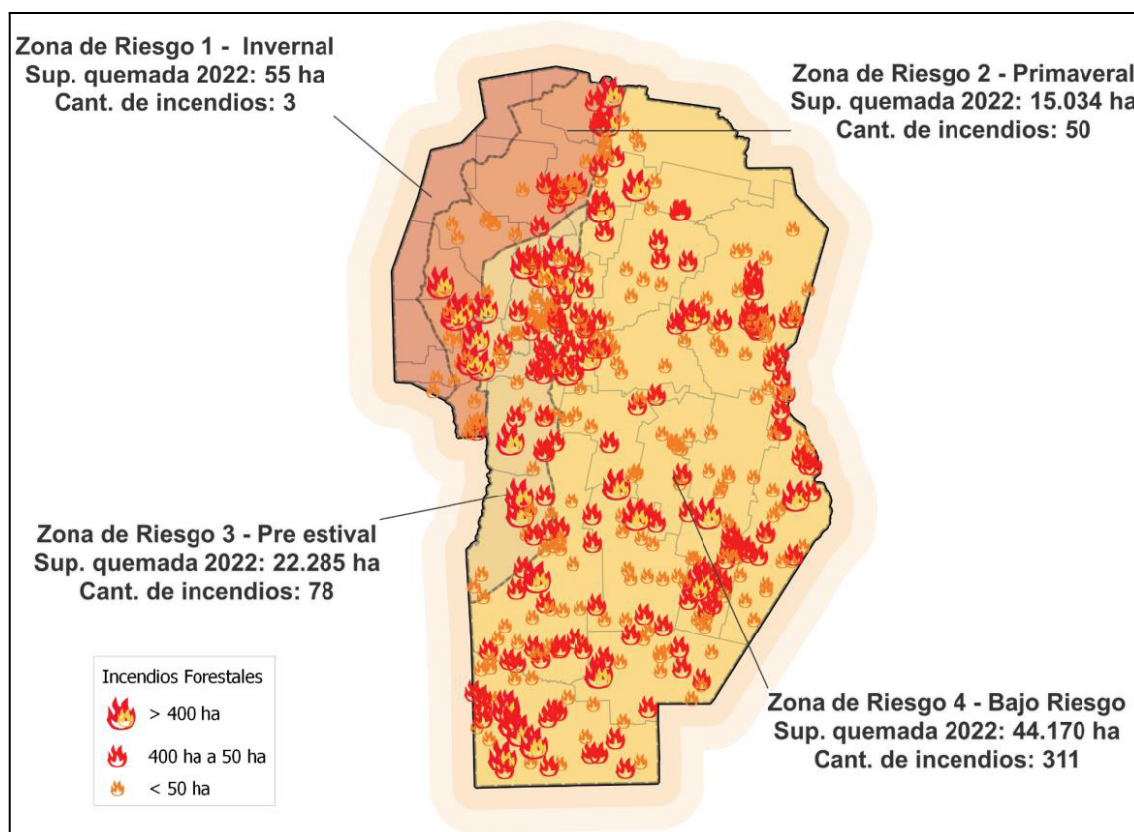 Zona de Riesgo 1 - Invernal
Sup. quemada 2022: 55 ha
Cant. de incendios: 3
Zona de Riesgo 2 - Primaveral
Sup. quemada 2022: 15.034 ha
Cant. de incendios: 50
Zona de Riesgo 3 - Pre estival
Sup. quemada 2022: 22.285 ha
Cant. de incendios: 78
Incendios Forestales
> 400 ha
400 ha a 50 ha
< 50 ha
Zona de Riesgo 4 - Bajo Riesgo
Sup. quemada 2022: 44.170 ha
Cant. de incendios: 311